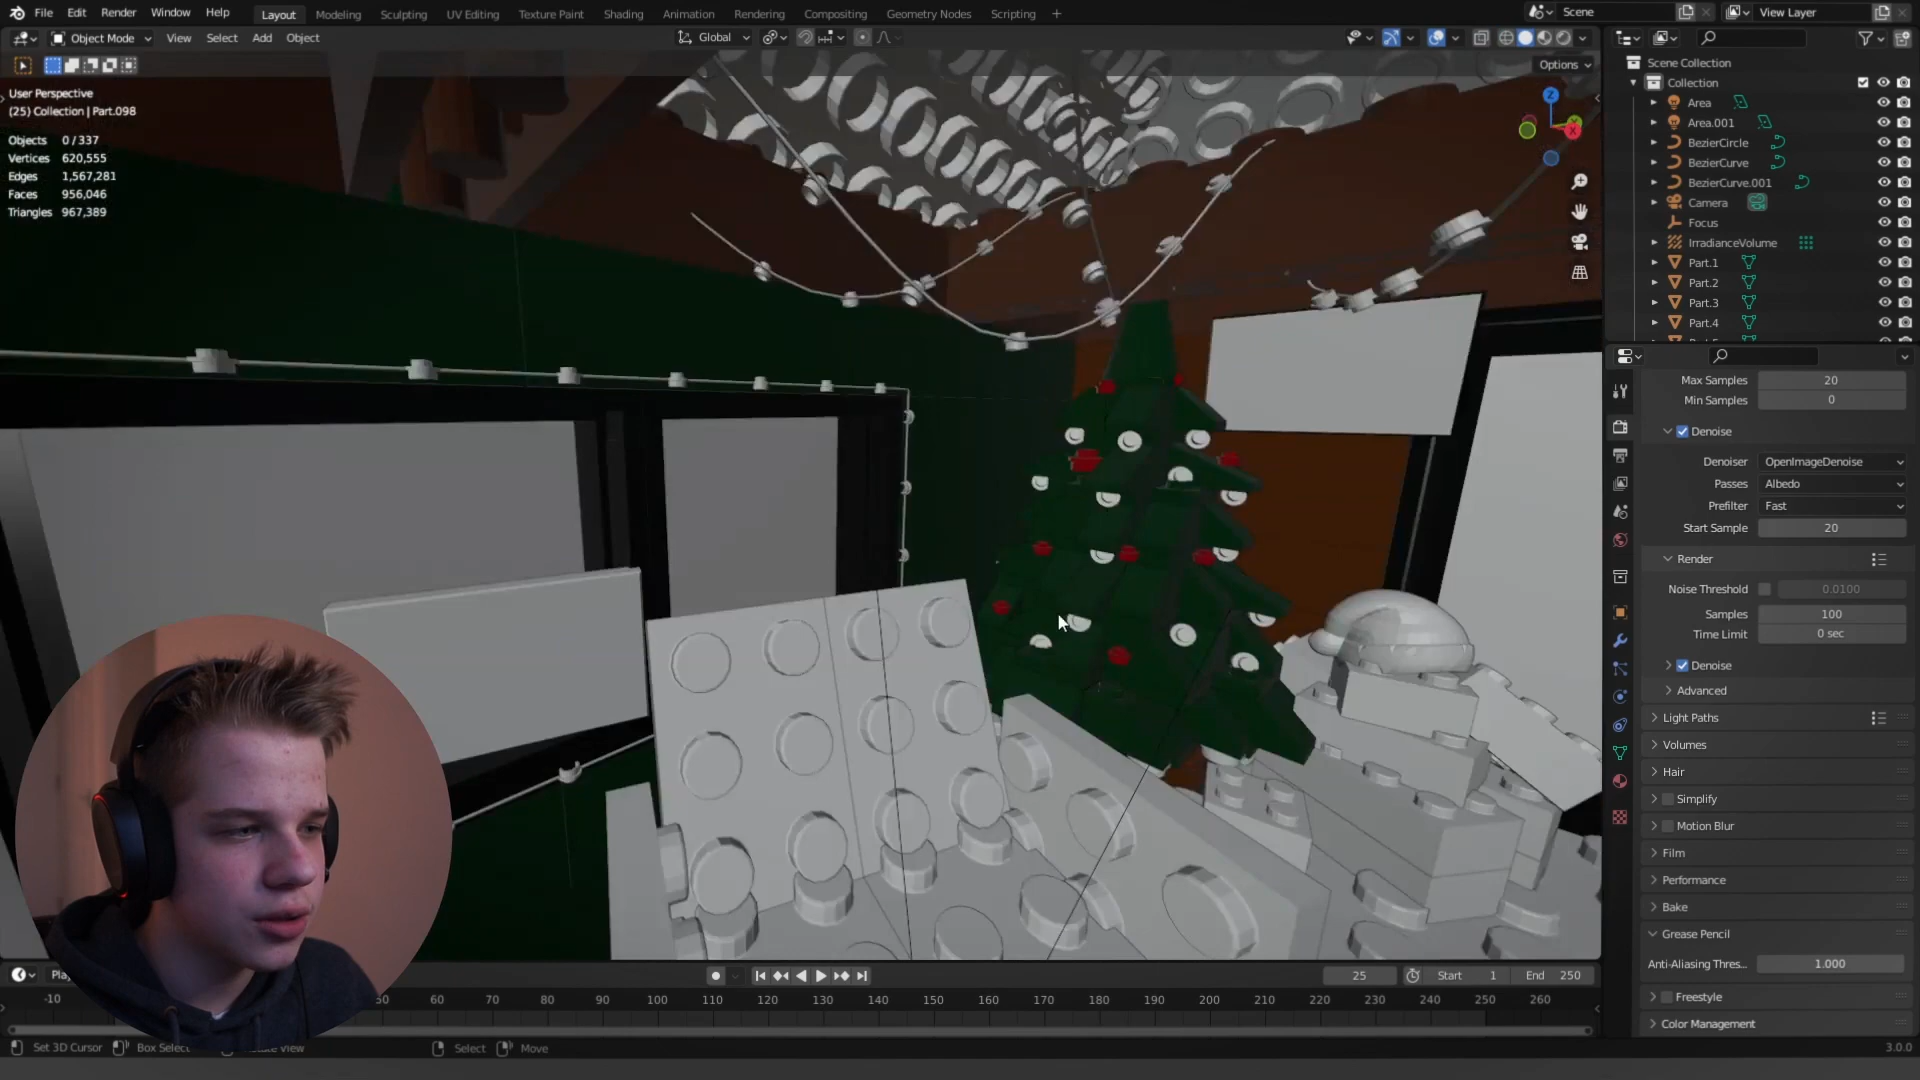 File Edit Render Window Help Layout Modeling Sculpting UV Editing Texture Paint Shading Animation Rendering Compositing Geometry Nodes Scripting + Scene View Layer
Object Mode View Select Add Object Global
Options
User Perspective
(25) Collection | Part.098
Objects 0/337
Vertices 620,555
Edges 1,567,281
Faces 956,046
Triangles 967,389
Z
X
Scene Collection
Collection
Area
Area.001
BezierCircle
BezierCurve
BezierCurve.001
Camera
Focus
IrradianceVolume
Part.1
Part.2
Part.3
Part.4
Max Samples 20
Min Samples 0
Denoise
Denoiser OpenImageDenoise
Passes Albedo
Prefilter Fast
Start Sample 20
Render
Noise Threshold 0.0100
Samples 100
Time Limit 0 sec
Denoise
Advanced
Light Paths
Volumes
Hair
Simplify
Motion Blur
Film
Performance
Bake
Grease Pencil
Anti-Aliasing Thres... 1.000
Freestyle
Color Management
25 Start 1 End 250
-10 60 70 80 90 100 110 120 130 140 150 160 170 180 190 200 210 220 230 240 250 260
Set 3D Cursor Box Select View Select Move 3.0.0